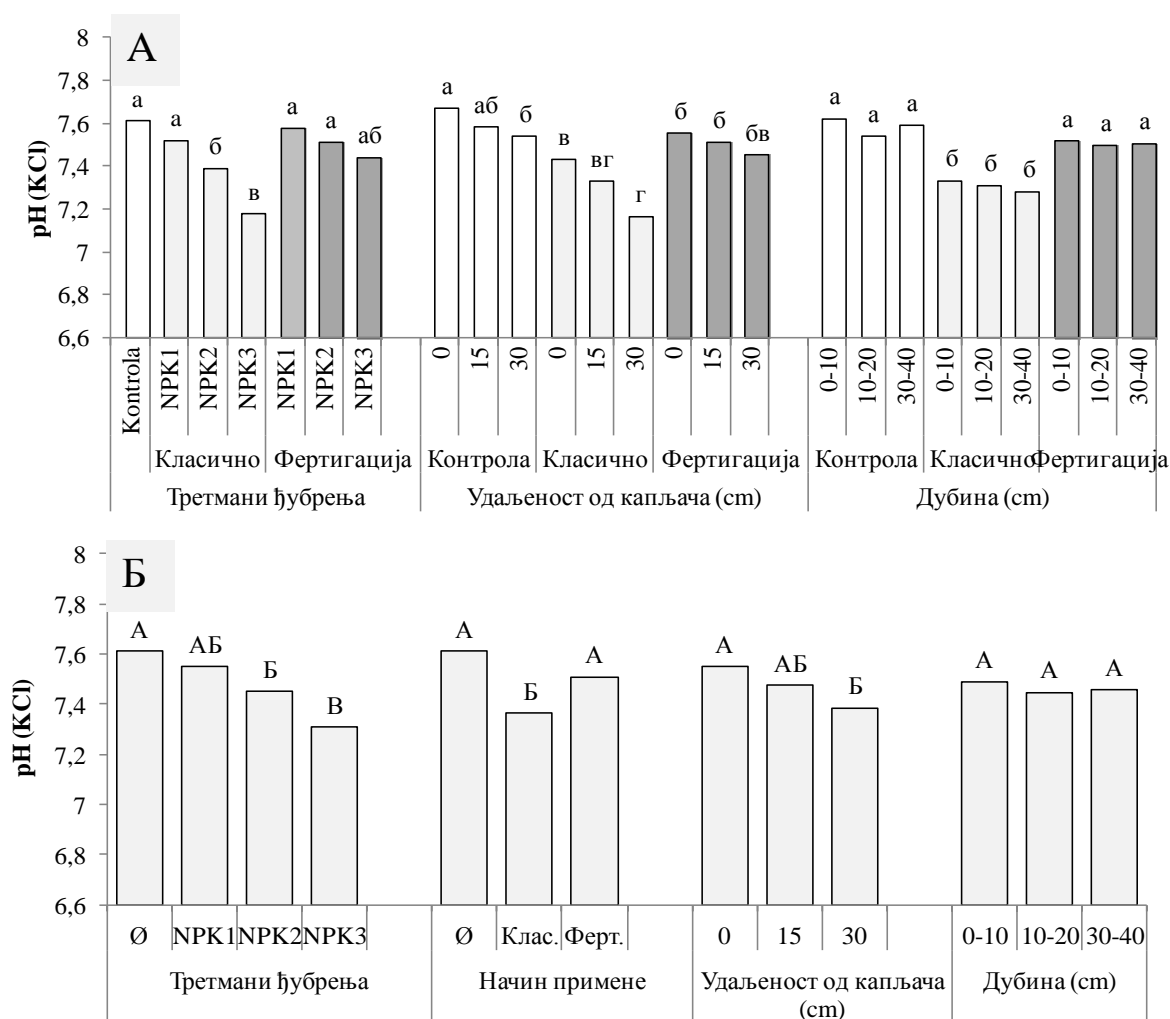 А
pH (KCl)
8
7,8
7,6
7,4
7,2
7
6,8
6,6
а а б в а а аб
а аб б в вг г б б бв
а а а б б б а а а
Kontrola NPK1 NPK2 NPK3 NPK1 NPK2 NPK3 0 15 30 0 15 30 0 15 30 0-10 10-20 30-40 0-10 10-20 30-40 0-10 10-20 30-40
Класично Фертигација Контрола Класично Фертигација Контрола Класично Фертигација
Третмани ђубрења Удаљеност од капљача (cm) Дубина (cm)
Б
pH (KCl)
8
7,8
7,6
7,4
7,2
7
6,8
6,6
А АБ Б В А Б А А АБ Б А А А
Ø NPK1 NPK2 NPK3 Ø Клас. Ферт. 0 15 30 0-10 10-20 30-40
Третмани ђубрења Начин примене Удаљеност од капљача Дубина (cm)
(cm)